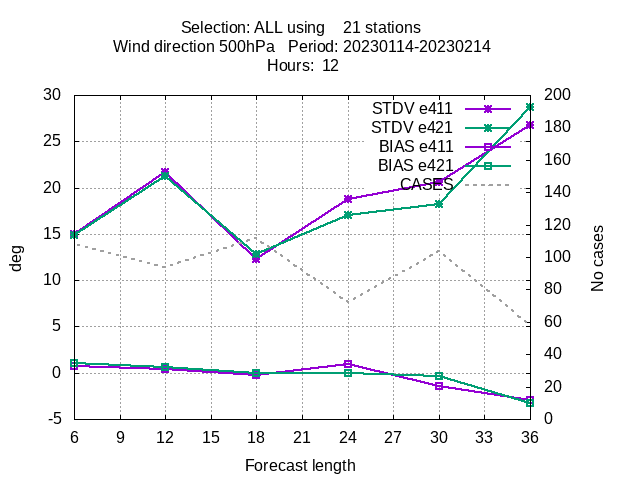 Selection: ALL using    21 stations
Wind direction 500hPa   Period: 20230114-20230214
Hours:  12
30
25
20
15
10
5
0
-5
deg
STDV e411
STDV e421
BIAS e411
BIAS e421
CASES
200
180
160
140
120
100
80
60
40
20
0
No cases
6 9 12 15 18 21 24 27 30 33 36
Forecast length